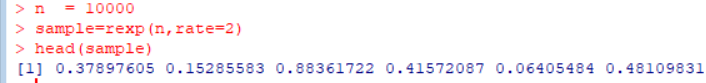 > n  = 10000
> sample=rexp(n,rate=2)
> head(sample)
[1] 0.37897605 0.15285583 0.88361722 0.41572087 0.06405484 0.48109831